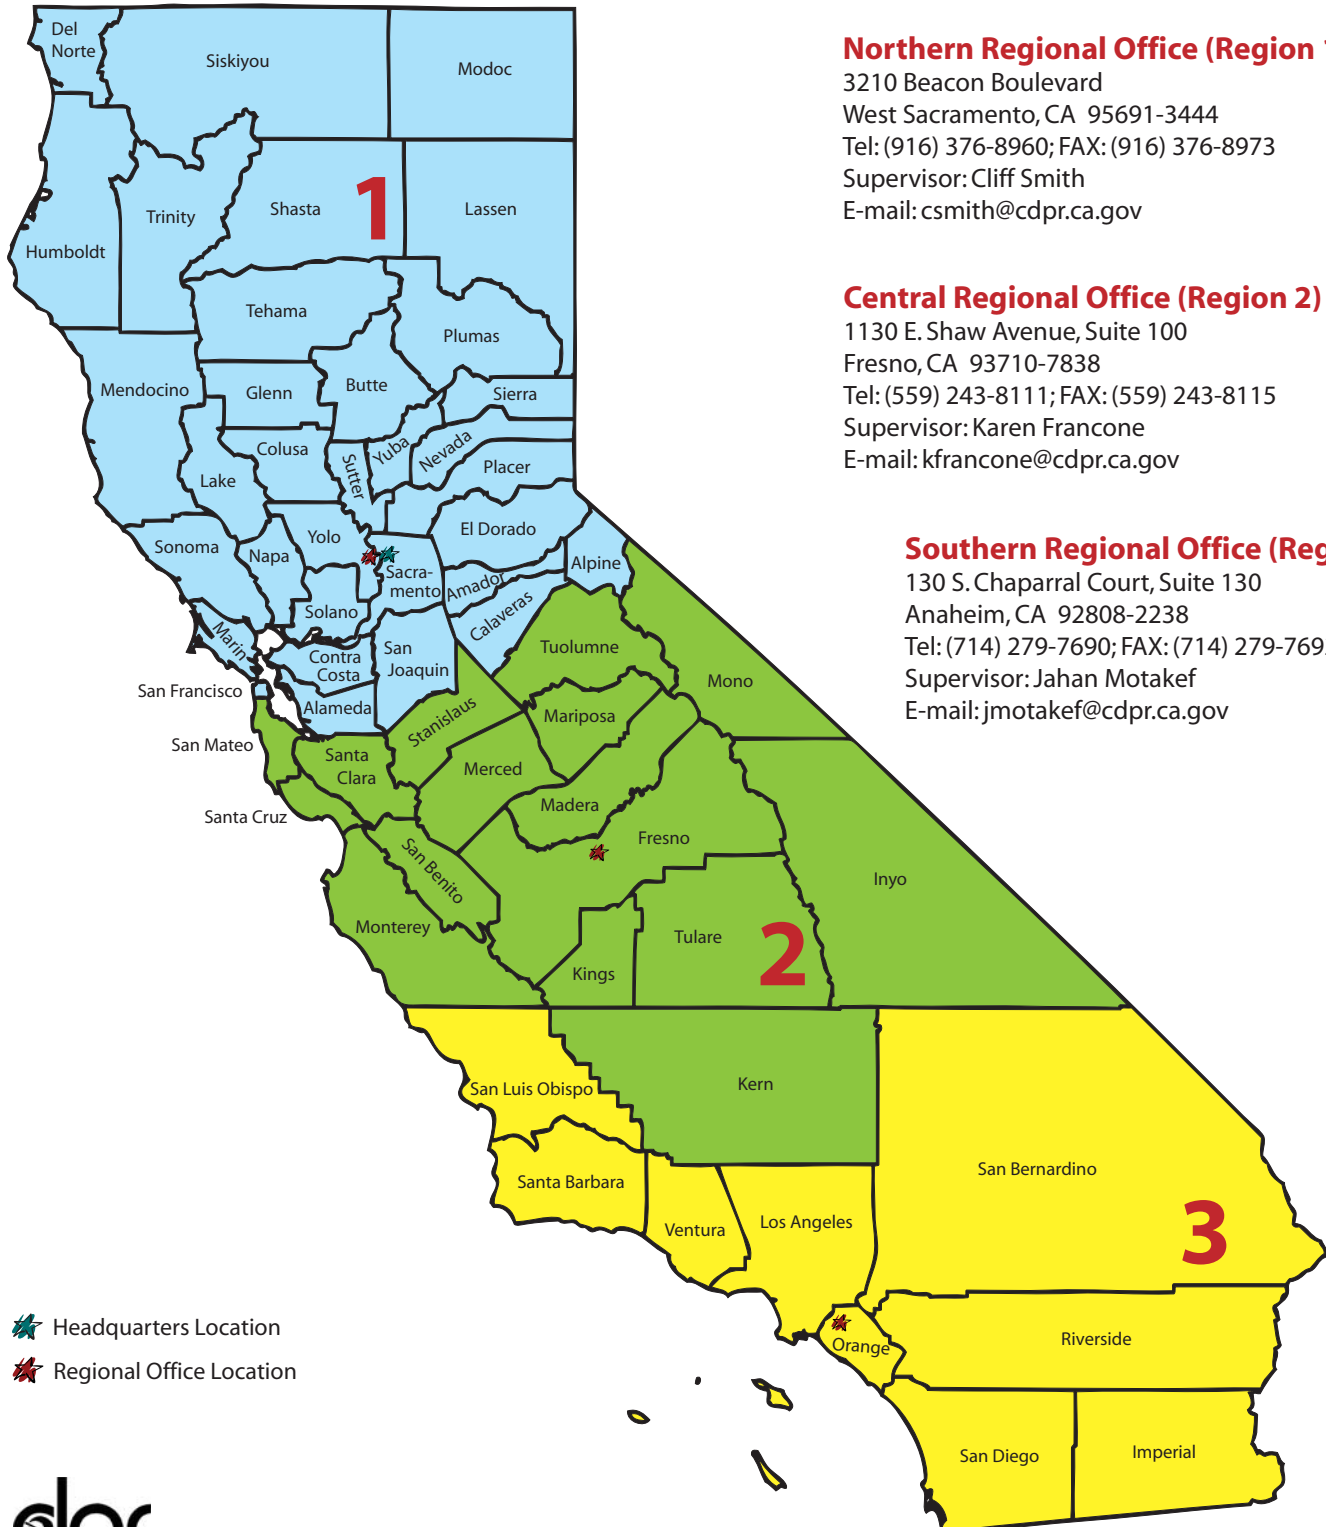 Del
Norte
Siskiyou
Modoc
Northern Regional Office (Region 1
3210 Beacon Boulevard
West Sacramento, CA 95691-3444
Tel: (916) 376-8960; FAX: (916) 376-8973
Supervisor: Cliff Smith
E-mail: csmith@cdpr.ca.gov
Humboldt
Trinity
Shasta
1
Lassen
Central Regional Office (Region 2)
1130 E. Shaw Avenue, Suite 100
Fresno, CA 93710-7838
Tel: (559) 243-8111; FAX: (559) 243-8115
Supervisor: Karen Francone
E-mail: kfrancone@cdpr.ca.gov
Tehama
Plumas
Mendocino
Glenn
Butte
Sierra
Colusa
Lake
Sutter
Yuba
Nevada
Placer
Southern Regional Office (Reg
130 S. Chaparral Court, Suite 130
Anaheim, CA 92808-2238
Tel: (714) 279-7690; FAX: (714) 279-769
Supervisor: Jahan Motakef
E-mail: jmotakef@cdpr.ca.gov
Sonoma
Napa
Yolo
El Dorado
Sacra-
mento
Amador
Alpine
Solano
Calaveras
Marin
Contra
Costa
San
Joaquin
Tuolumne
Mono
San Francisco
Alameda
Stanislaus
Mariposa
San Mateo
Santa
Clara
Merced
Santa Cruz
Madera
Fresno
San Benito
Inyo
Monterey
Kings
Tulare
2
San Luis Obispo
Kern
Santa Barbara
Ventura
Los Angeles
San Bernardino
3
Orange
Riverside
San Diego
Imperial
Headquarters Location
Regional Office Location